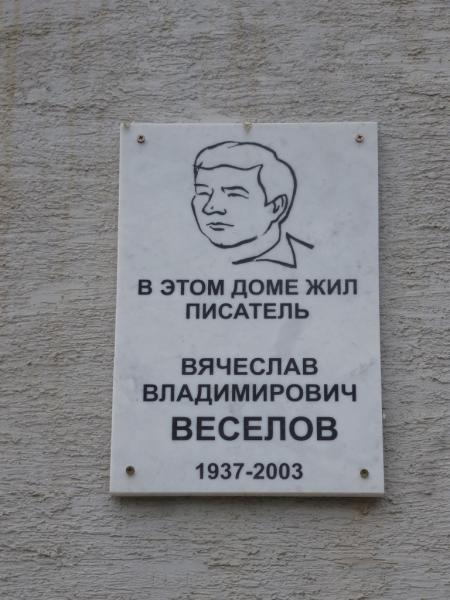 В ЭТОМ ДОМЕ ЖИЛ
ПИСАТЕЛЬ
ВЯЧЕСЛАВ
ВЛАДИМИРОВИЧ
ВЕСЕЛОВ
1937-2003